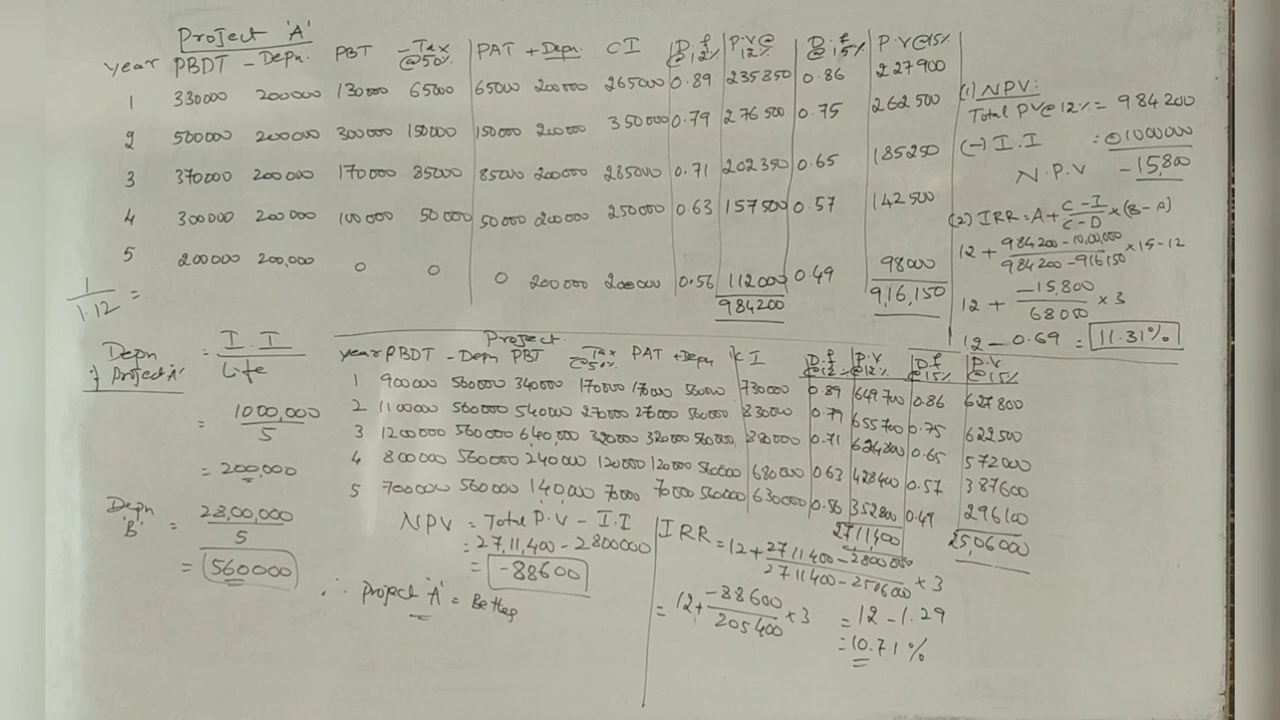 Project 'A'
year PBDT - Depn. PBT - Tax @50% PAT + Depn. C I D.f @12% P.V@ 12% D.f @15% P.V@15%
1 330000 200000 130000 65000 65000 200000 265000 0.89 235850 0.86 227900
2 500000 200000 300000 150000 150000 200000 350000 0.79 276500 0.75 262500
3 370000 200000 170000 85000 85000 200000 285000 0.71 202350 0.65 185250
4 300000 200000 100000 50000 50000 200000 250000 0.63 157500 0.57 142500
5 200000 200,000 0 0 0 200000 200000 0.56 112000 0.49 98000
984200 9,16,150
(1) NPV:
Total PV@12% = 984200
(-) I.I = (-) 1000000
N.P.V -15,800
(2) IRR = A + C-I / C-D × (B-A)
12 + 984200-10,00,000 / 984200-916150 × 15-12
12 + -15,800 / 68050 × 3
12 - 0.69 = 11.31%
1 / 1.12 =
Depn of Project 'A' = I.I / Life
= 1000,000 / 5
= 200,000
Depn 'B' = 28,00,000 / 5
= 560000
Project
year PBDT - Depn PBT Tax @50% PAT + Depn C I D.f @12% P.V @12% D.f @15% P.V @15%
1 900000 560000 340000 170000 170000 560000 730000 0.89 649700 0.86 627800
2 1100000 560000 540000 270000 270000 560000 830000 0.79 655700 0.75 622500
3 1200000 560000 640,000 320000 320000 560000 880000 0.71 624800 0.65 572000
4 800000 560000 240000 120000 120000 560000 680000 0.63 428400 0.57 387600
5 700000 560000 140,000 70000 70000 560000 630000 0.56 352800 0.47 296100
2711400 25,06000
NPV = Total P.V - I.I
= 27,11,400 - 2800000
= -88600
∴ Project 'A' = Better
IRR = 12 + 2711400-2800000 / 2711400-2506000 × 3
= 12 + -88600 / 205400 × 3 = 12 - 1.29
= 10.71%